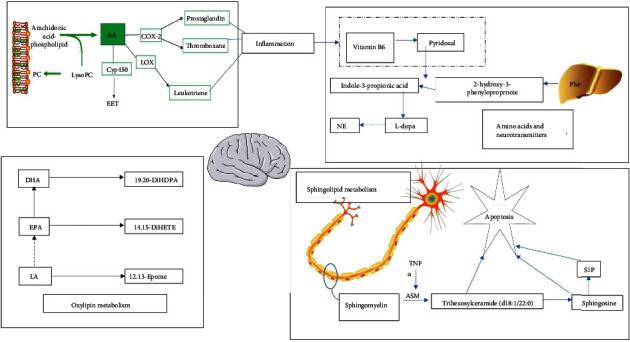 Arachidonic
acid-
phospholipid
AA
COX-2
Prostaglandin
Thromboxane
Inflammation
LOX
Cyp450
Leukotriene
EET
PC
LysoPC
Vitamin B6
Pyridoxal
Indole-3-propionic acid
2-hydroxy-3-
phenylpropmote
Phe
NE
L-dopa
Amino acids and
neurotransmitters
DHA
19.20-DiHDPA
EPA
14.15-DiHETE
LA
12.13-Epome
Oxylipin metabolism
Sphingolipid metabolism
Apoptosis
TNF
α
ASM
S1P
Sphingomyelin
Trihexosylceramide (d18:1/22:0)
Sphingosine